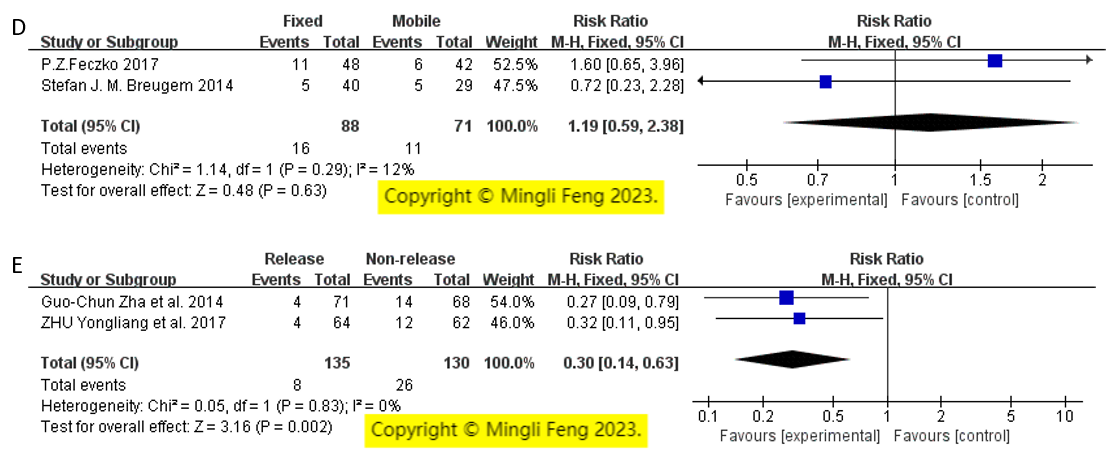 D
Fixed Mobile Risk Ratio Risk Ratio
Study or Subgroup Events Total Events Total Weight M-H, Fixed, 95% CI M-H, Fixed, 95% CI
P.Z.Feczko 2017 11 48 6 42 52.5% 1.60 [0.65, 3.96]
Stefan J. M. Breugem 2014 5 40 5 29 47.5% 0.72 [0.23, 2.28]
Total (95% CI) 88 71 100.0% 1.19 [0.59, 2.38]
Total events 16 11
Heterogeneity: Chi² = 1.14, df = 1 (P = 0.29); I² = 12%
Test for overall effect: Z = 0.48 (P = 0.63)
0.5 0.7 1 1.5 2
Favours [experimental] Favours [control]
Copyright © Mingli Feng 2023.
E
Release Non-release Risk Ratio Risk Ratio
Study or Subgroup Events Total Events Total Weight M-H, Fixed, 95% CI M-H, Fixed, 95% CI
Guo-Chun Zha et al. 2014 4 71 14 68 54.0% 0.27 [0.09, 0.79]
ZHU Yongliang et al. 2017 4 64 12 62 46.0% 0.32 [0.11, 0.95]
Total (95% CI) 135 130 100.0% 0.30 [0.14, 0.63]
Total events 8 26
Heterogeneity: Chi² = 0.05, df = 1 (P = 0.83); I² = 0%
Test for overall effect: Z = 3.16 (P = 0.002)
0.1 0.2 0.5 1 2 5 10
Favours [experimental] Favours [control]
Copyright © Mingli Feng 2023.